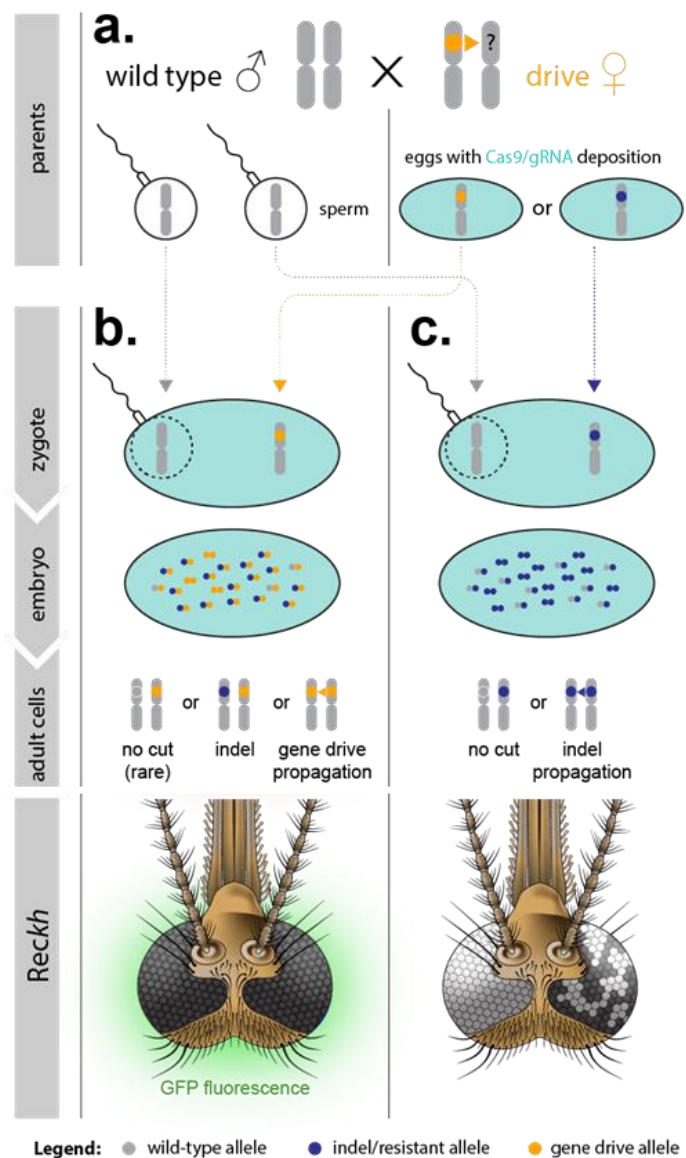 a.
wild type ♂ X drive ♀
?
parents
eggs with Cas9/gRNA deposition
sperm
or
b.
c.
zygote
embryo
adult cells
or
or
no cut
(rare)
indel
gene drive
propagation
or
no cut
indel
propagation
Reckh
GFP fluorescence
Legend: wild-type allele indel/resistant allele gene drive allele